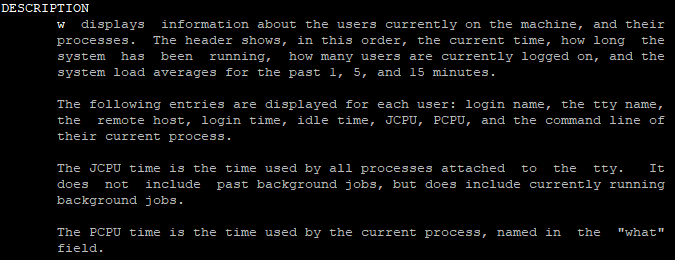 DESCRIPTION
w displays information about the users currently on the machine, and their
processes. The header shows, in this order, the current time, how long the
system has been running, how many users are currently logged on, and the
system load averages for the past 1, 5, and 15 minutes.
The following entries are displayed for each user: login name, the tty name,
the remote host, login time, idle time, JCPU, PCPU, and the command line of
their current process.
The JCPU time is the time used by all processes attached to the tty. It
does not include past background jobs, but does include currently running
background jobs.
The PCPU time is the time used by the current process, named in the "what"
field.